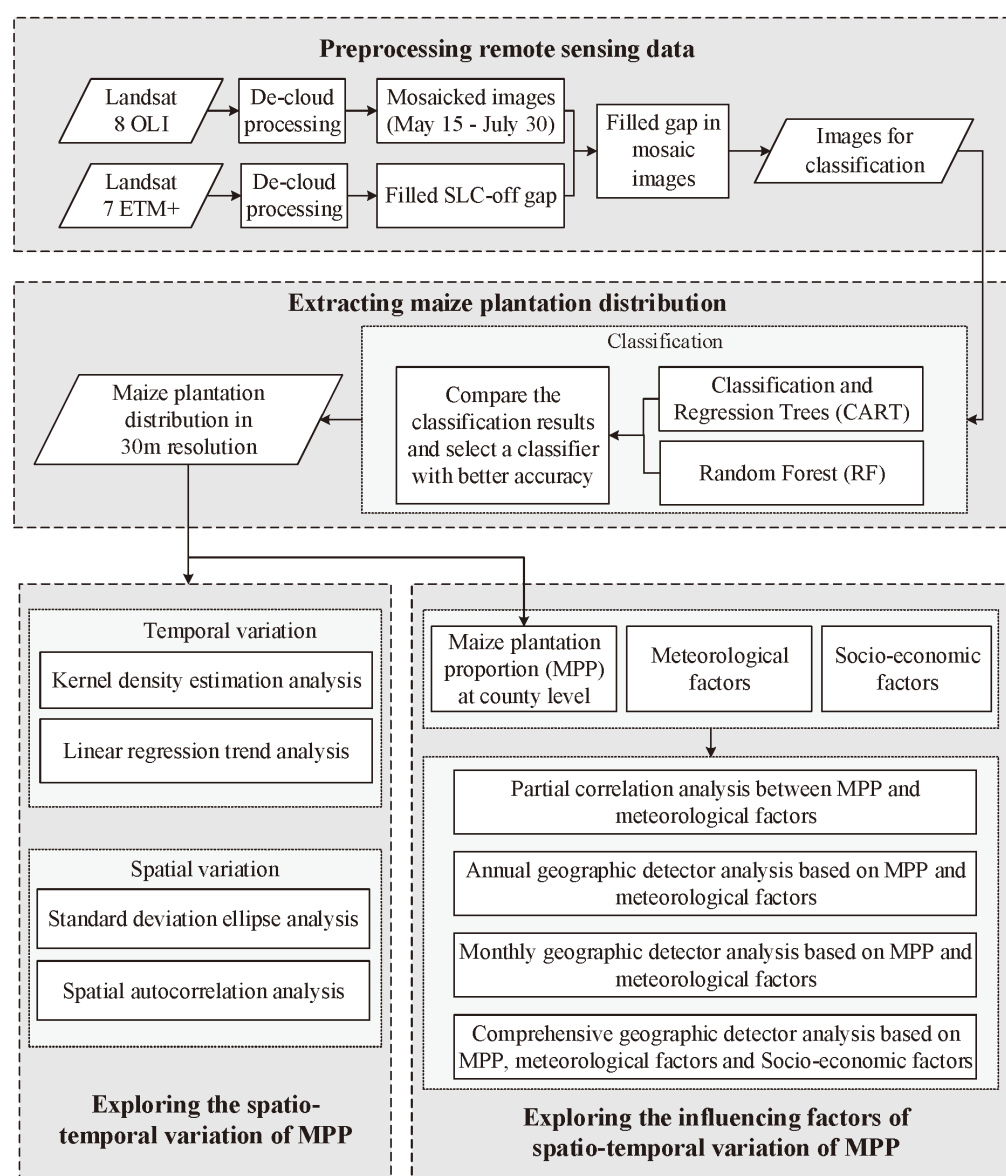 Preprocessing remote sensing data
Landsat
8 OLI
De-cloud
processing
Mosaicked images
(May 15 - July 30)
Landsat
7 ETM+
De-cloud
processing
Filled SLC-off gap
Filled gap in
mosaic
images
Images for
classification
Extracting maize plantation distribution
Classification
Classification and
Regression Trees (CART)
Random Forest (RF)
Compare the
classification results
and select a classifier
with better accuracy
Maize plantation
distribution in
30m resolution
Temporal variation
Kernel density estimation analysis
Linear regression trend analysis
Spatial variation
Standard deviation ellipse analysis
Spatial autocorrelation analysis
Exploring the spatio-
temporal variation of MPP
Maize plantation
proportion (MPP)
at county level
Meteorological
factors
Socio-economic
factors
Partial correlation analysis between MPP and
meteorological factors
Annual geographic detector analysis based on MPP and
meteorological factors
Monthly geographic detector analysis based on MPP and
meteorological factors
Comprehensive geographic detector analysis based on
MPP, meteorological factors and Socio-economic factors
Exploring the influencing factors of
spatio-temporal variation of MPP